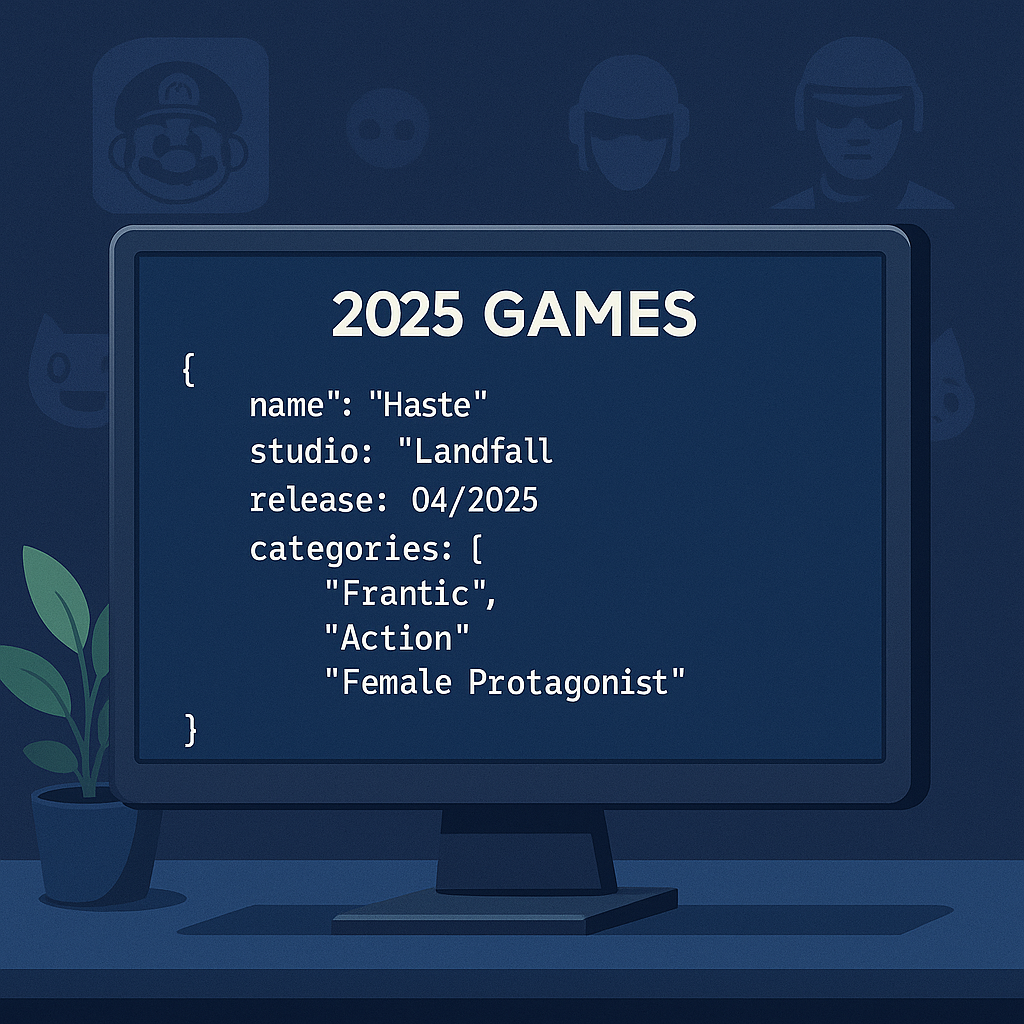 2025 GAMES
{
name": "Haste"
studio: "Landfall
release: 04/2025
categories: [
"Frantic",
"Action"
"Female Protagonist"
}